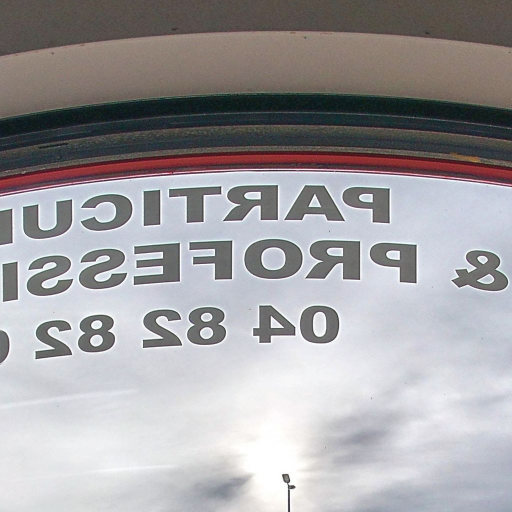 PARTICU
& PROFESSI
04 82 82